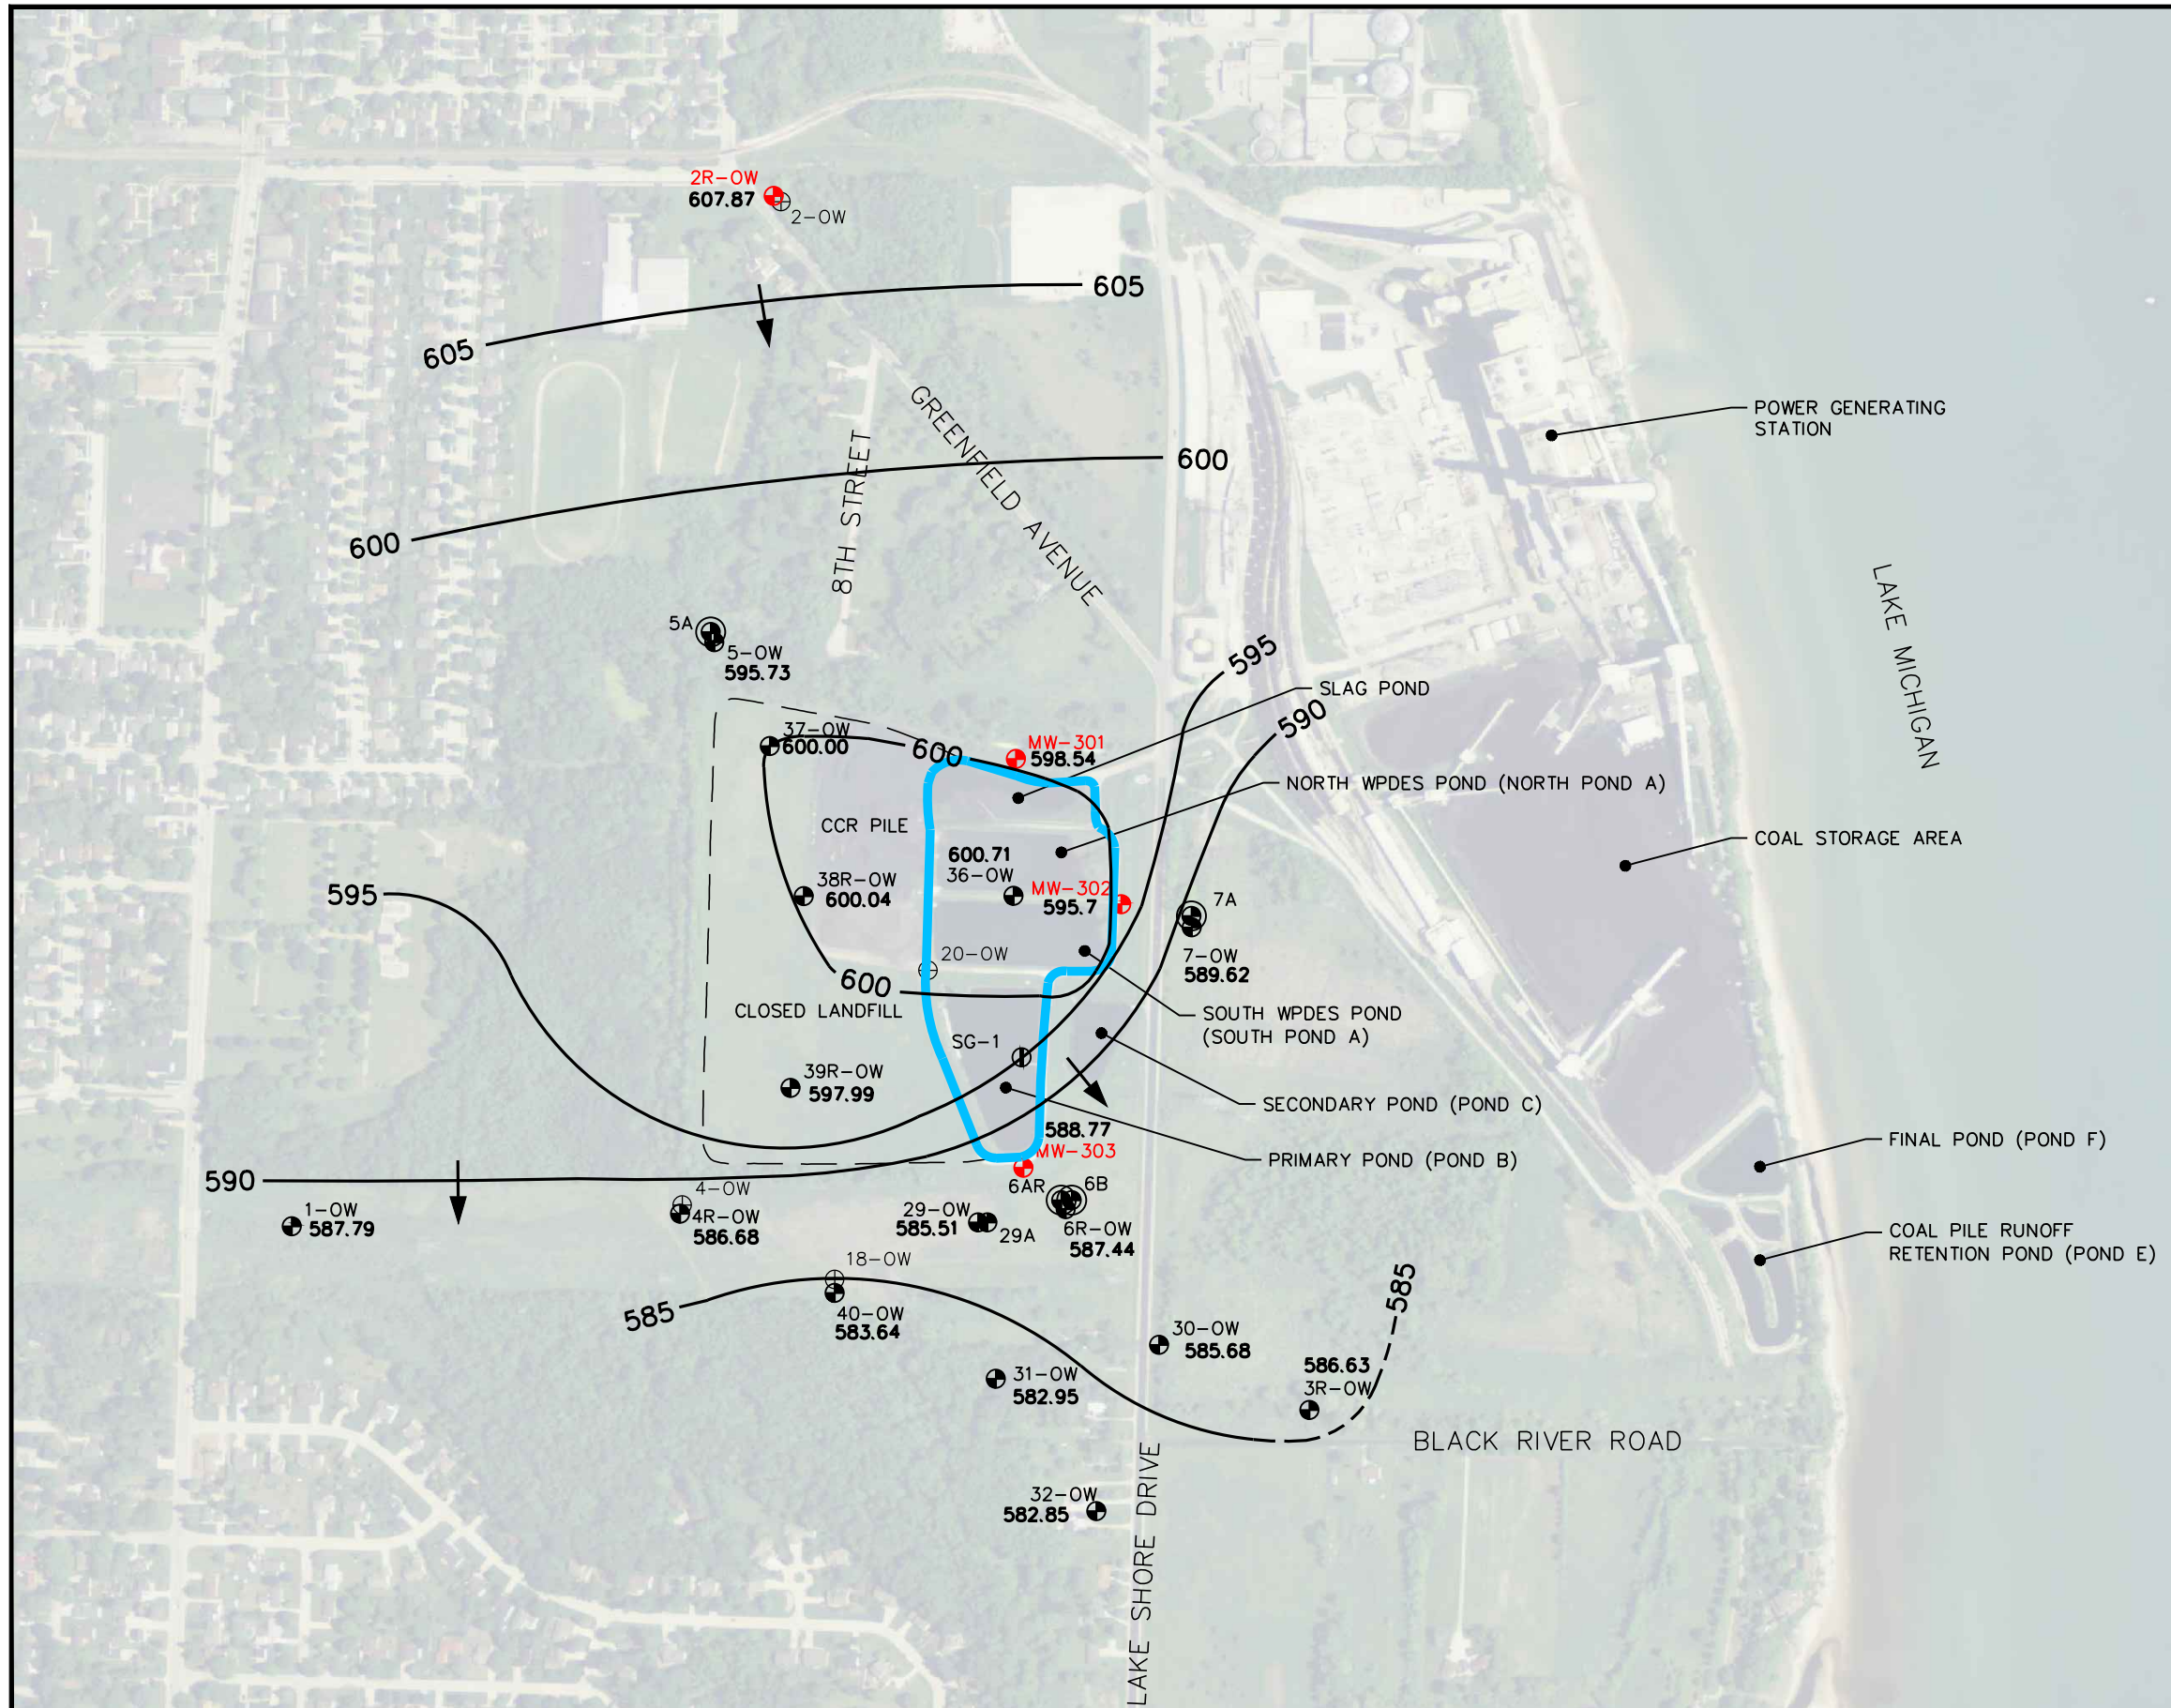 2R-OW
607.87
2-OW
605
605
POWER GENERATING
STATION
GREENFIELD AVENUE
8TH STREET
600
600
LAKE MICHIGAN
5A
5-OW
595.73
595
SLAG POND
590
37-OW
600.00
600
MW-301
598.54
NORTH WPDES POND (NORTH POND A)
CCR PILE
COAL STORAGE AREA
600.71
36-OW
38R-OW
600.04
MW-302
595.7
595
7A
7-OW
589.62
20-OW
600
CLOSED LANDFILL
SOUTH WPDES POND
(SOUTH POND A)
SG-1
39R-OW
597.99
SECONDARY POND (POND C)
588.77
MW-303
PRIMARY POND (POND B)
FINAL POND (POND F)
590
4-OW
6AR
6B
1-OW
587.79
4R-OW
586.68
29-OW
585.51
29A
6R-OW
587.44
COAL PILE RUNOFF
RETENTION POND (POND E)
18-OW
585
585
40-OW
583.64
30-OW
585.68
586.63
3R-OW
31-OW
582.95
BLACK RIVER ROAD
32-OW
582.85
LAKE SHORE DRIVE